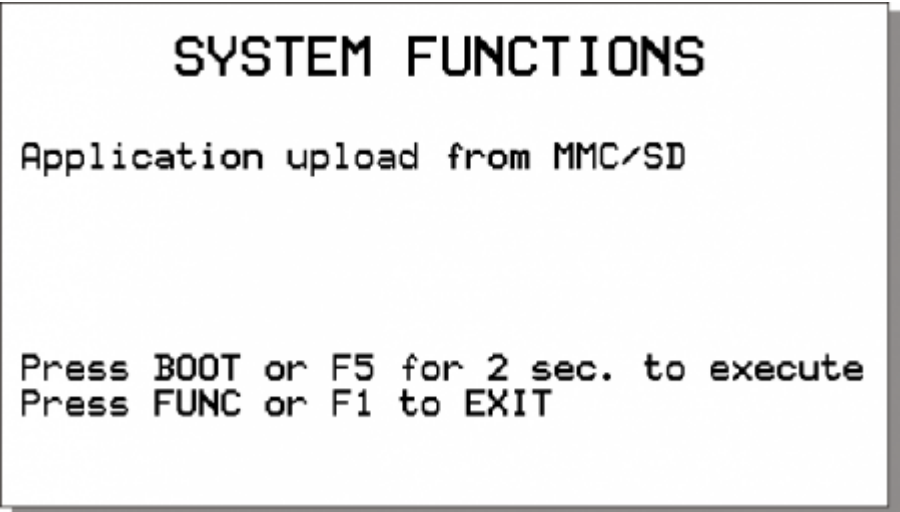 SYSTEM FUNCTIONS
Application upload from MMC/SD
Press BOOT or F5 for 2 sec. to execute
Press FUNC or F1 to EXIT